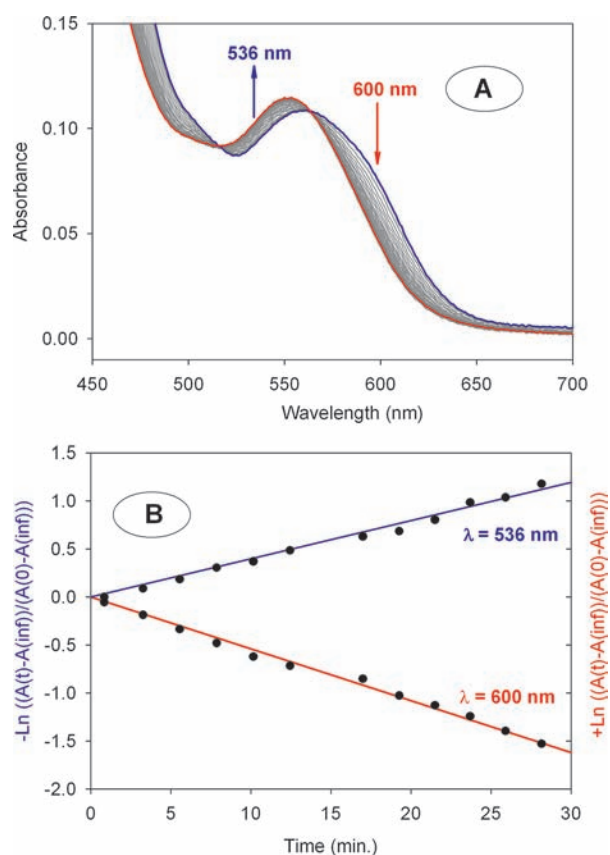 0.15
536 nm
600 nm
A
0.10
Absorbance
0.05
0.00
450 500 550 600 650 700
Wavelength (nm)
1.5
B
1.0
0.5
λ = 536 nm
0.0
-0.5
λ = 600 nm
-1.0
-1.5
-2.0
-Ln ((A(t)-A(inf))/(A(0)-A(inf)))
+Ln ((A(t)-A(inf))/(A(0)-A(inf)))
0 5 10 15 20 25 30
Time (min.)